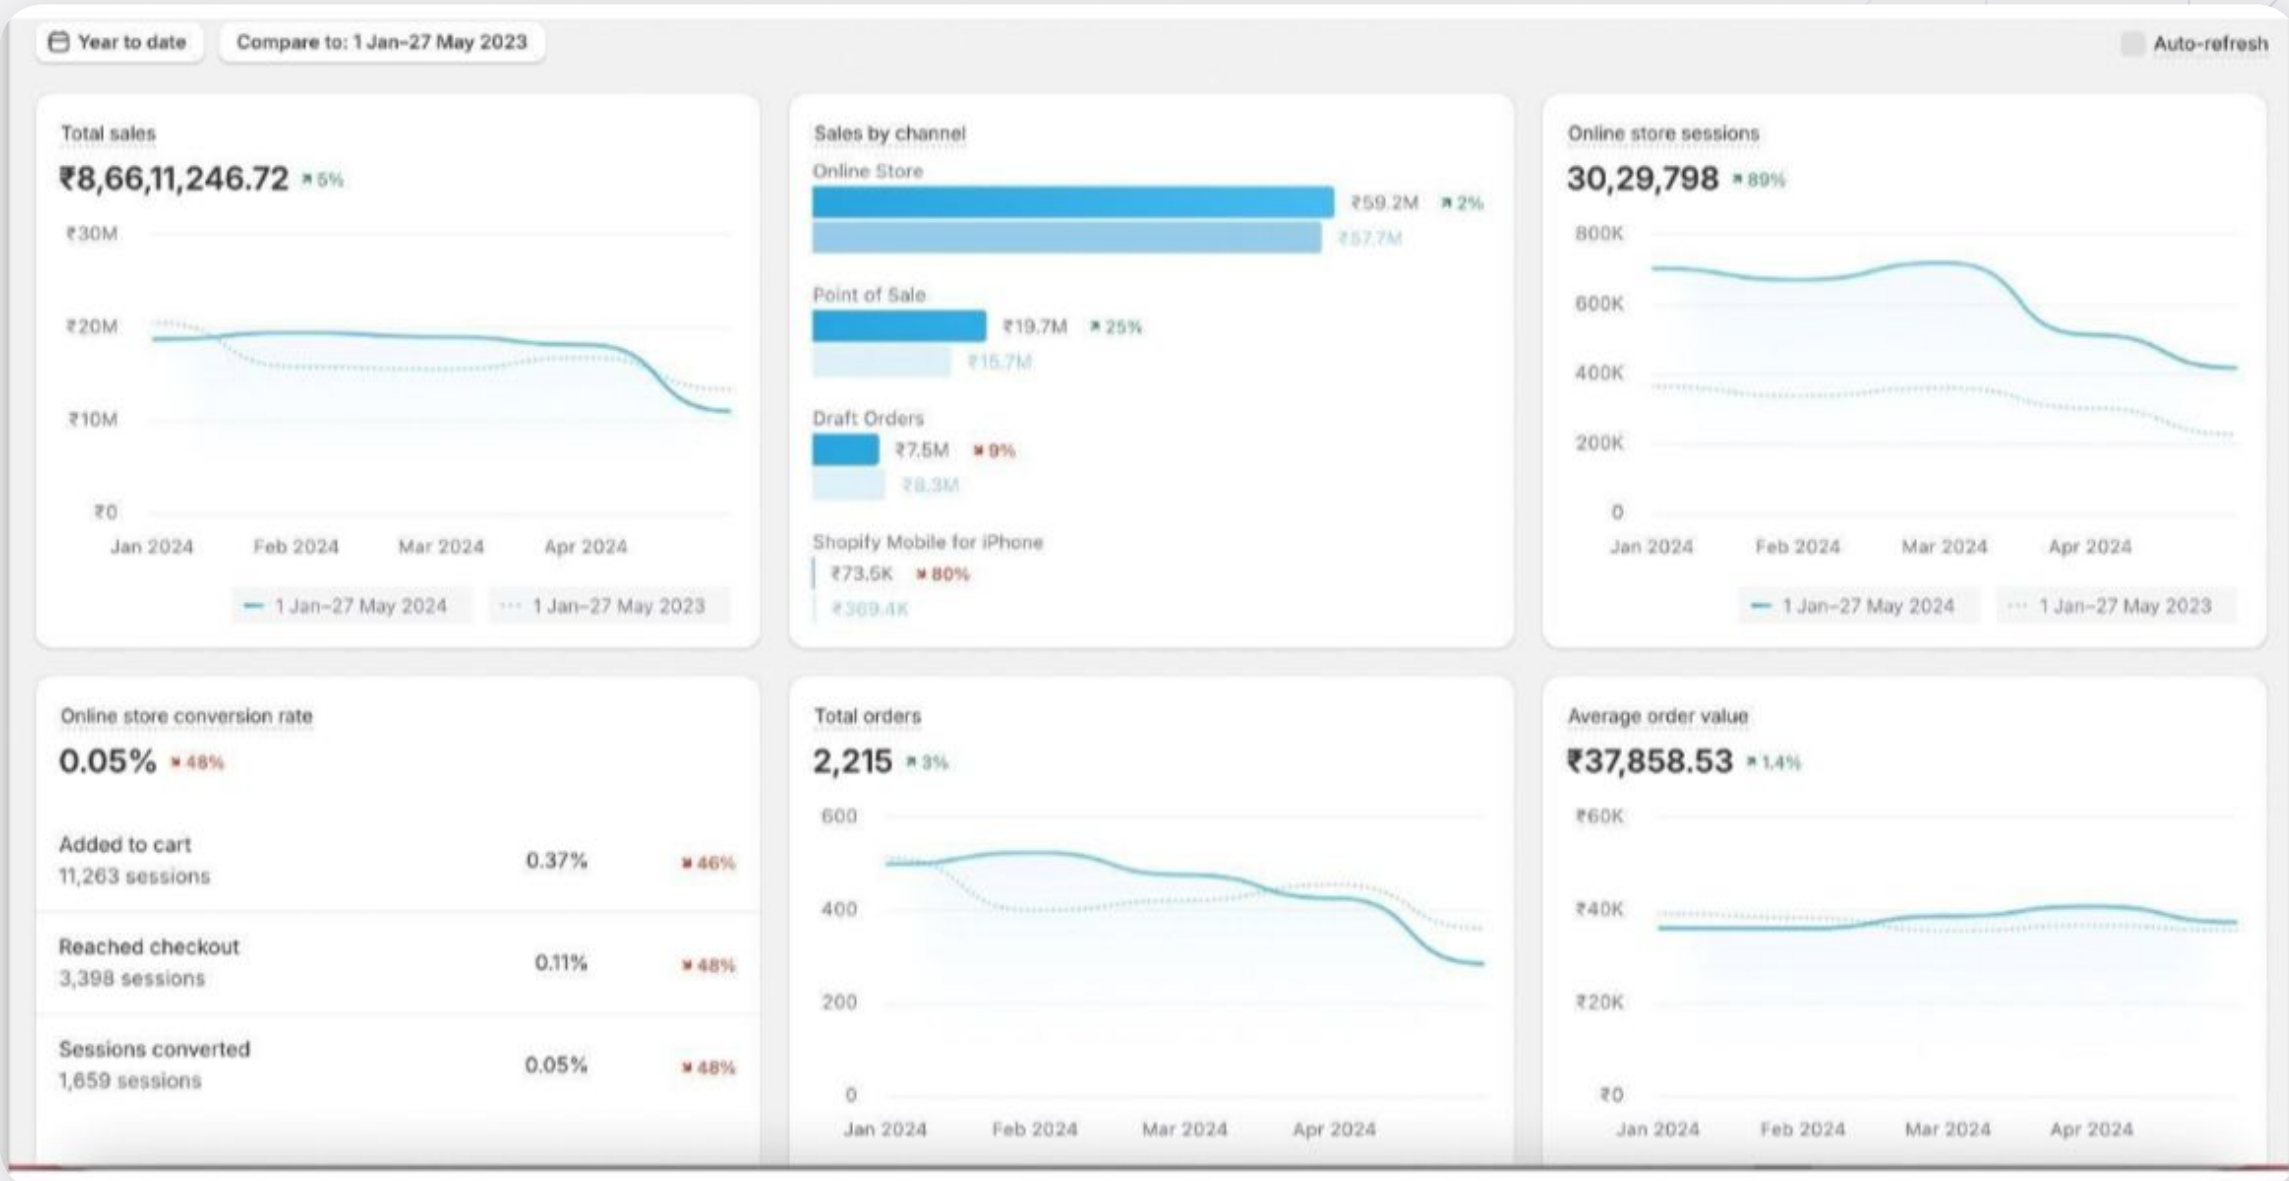 Year to date
Compare to: 1 Jan–27 May 2023
Auto-refresh
Total sales
₹8,66,11,246.72 5%
₹30M
₹20M
₹10M
₹0
Jan 2024 Feb 2024 Mar 2024 Apr 2024
1 Jan–27 May 2024 1 Jan–27 May 2023
Sales by channel
Online Store
₹59.2M 2%
₹57.7M
Point of Sale
₹19.7M 25%
₹15.7M
Draft Orders
₹7.5M 9%
₹8.3M
Shopify Mobile for iPhone
₹73.5K 80%
₹369.4K
Online store sessions
30,29,798 89%
800K
600K
400K
200K
0
Jan 2024 Feb 2024 Mar 2024 Apr 2024
1 Jan–27 May 2024 1 Jan–27 May 2023
Online store conversion rate
0.05% 48%
Added to cart
11,263 sessions
0.37% 46%
Reached checkout
3,398 sessions
0.11% 48%
Sessions converted
1,659 sessions
0.05% 48%
Total orders
2,215 3%
600
400
200
0
Jan 2024 Feb 2024 Mar 2024 Apr 2024
Average order value
₹37,858.53 1.4%
₹60K
₹40K
₹20K
₹0
Jan 2024 Feb 2024 Mar 2024 Apr 2024